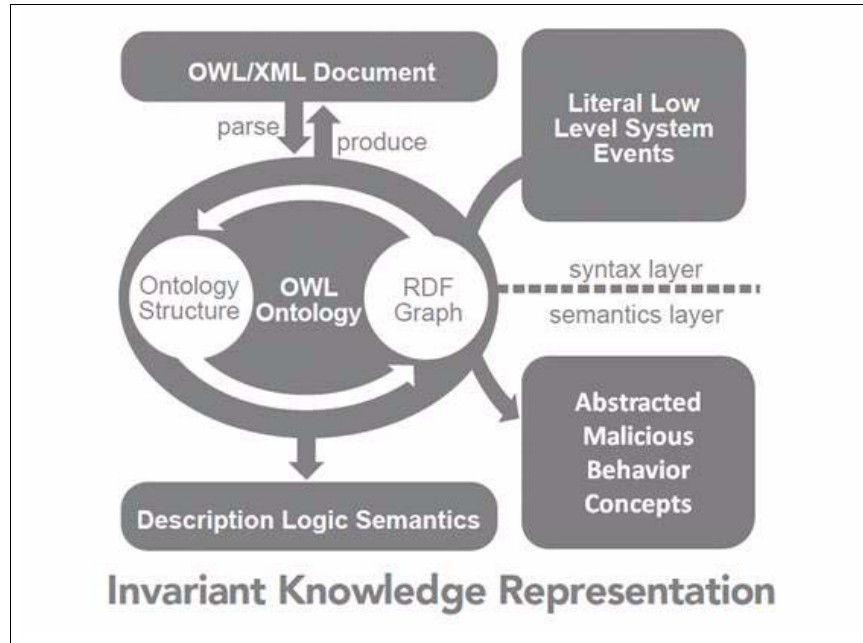 OWL/XML Document
parse
produce
Literal Low
Level System
Events
Ontology
Structure
OWL
Ontology
RDF
Graph
syntax layer
semantics layer
Abstracted
Malicious
Behavior
Concepts
Description Logic Semantics
Invariant Knowledge Representation